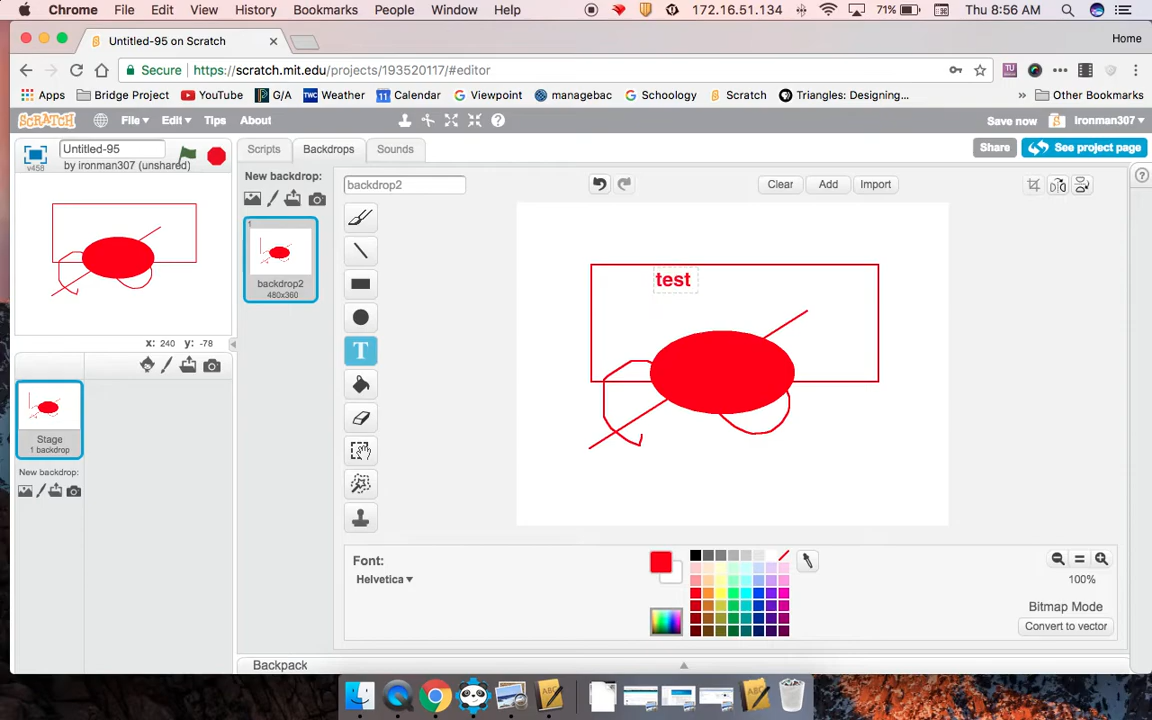 Chrome File Edit View History Bookmarks People Window Help 172.16.51.134 71% Thu 8:56 AM
Untitled-95 on Scratch Home
Secure https://scratch.mit.edu/projects/193520117/#editor
Apps Bridge Project YouTube G/A Weather 11 Calendar Viewpoint managebac Schoology Scratch Triangles: Designing... » Other Bookmarks
SCRATCH File Edit Tips About Save now Ironman307
Untitled-95
by ironman307 (unshared)
v456
Scripts Backdrops Sounds Share See project page
New backdrop:
backdrop2 Clear Add Import
1
backdrop2
480x360
test
T
x: 240 y: -78
Stage
1 backdrop
New backdrop:
Font:
Helvetica
100%
Bitmap Mode
Convert to vector
Backpack